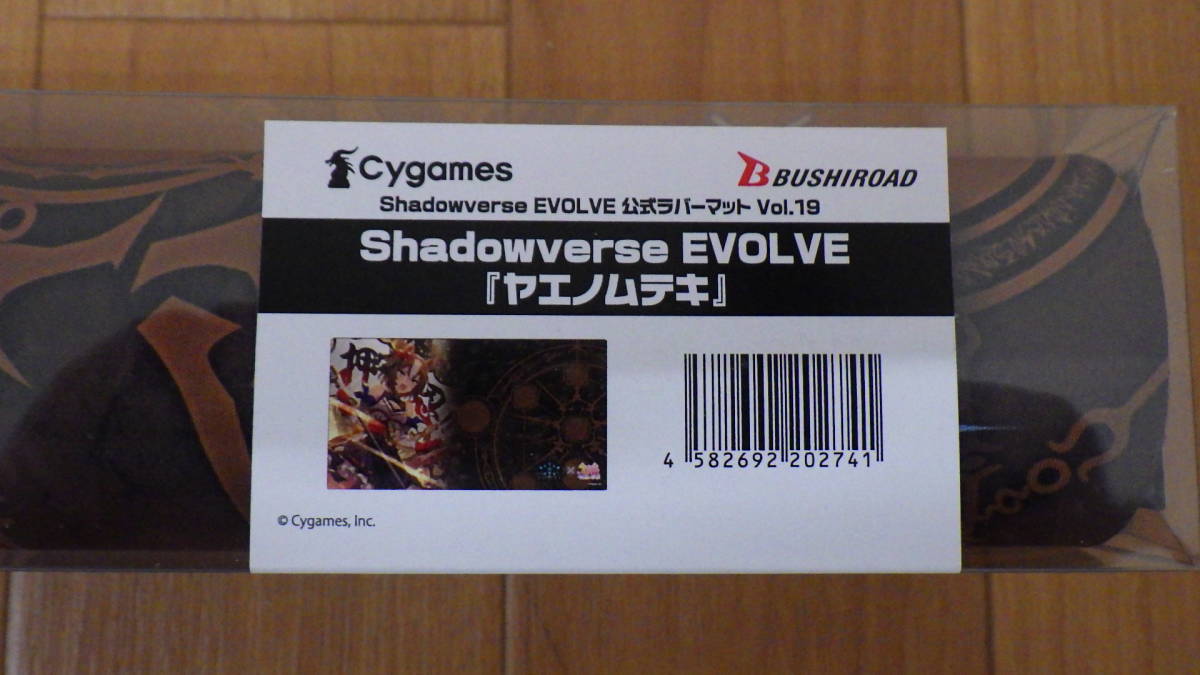 Cygames
BUSHIROAD
Shadowverse EVOLVE 公式ラバーマット Vol.19
Shadowverse EVOLVE
『ヤエノムテキ』
4 582692 202741
© Cygames, Inc.